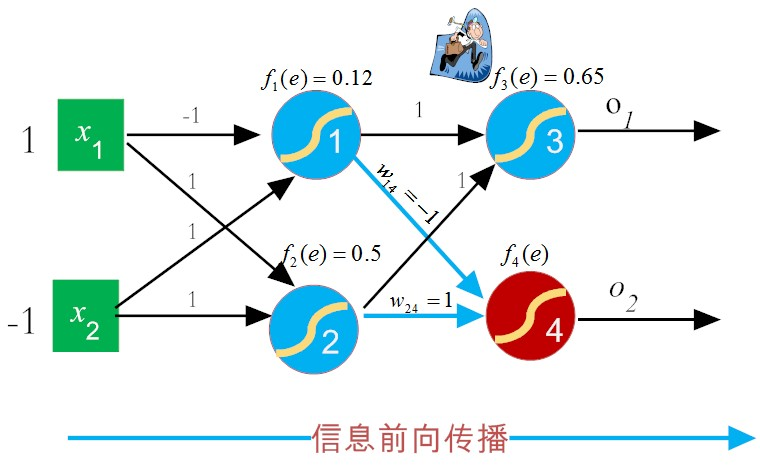 f₁(e) = 0.12
f₃(e) = 0.65
1
x₁
-1
1
1
3
o₁
1
w₁₄ = −1
1
1
f₂(e) = 0.5
f₄(e)
-1
x₂
1
2
w₂₄ = 1
4
o₂
信息前向传播